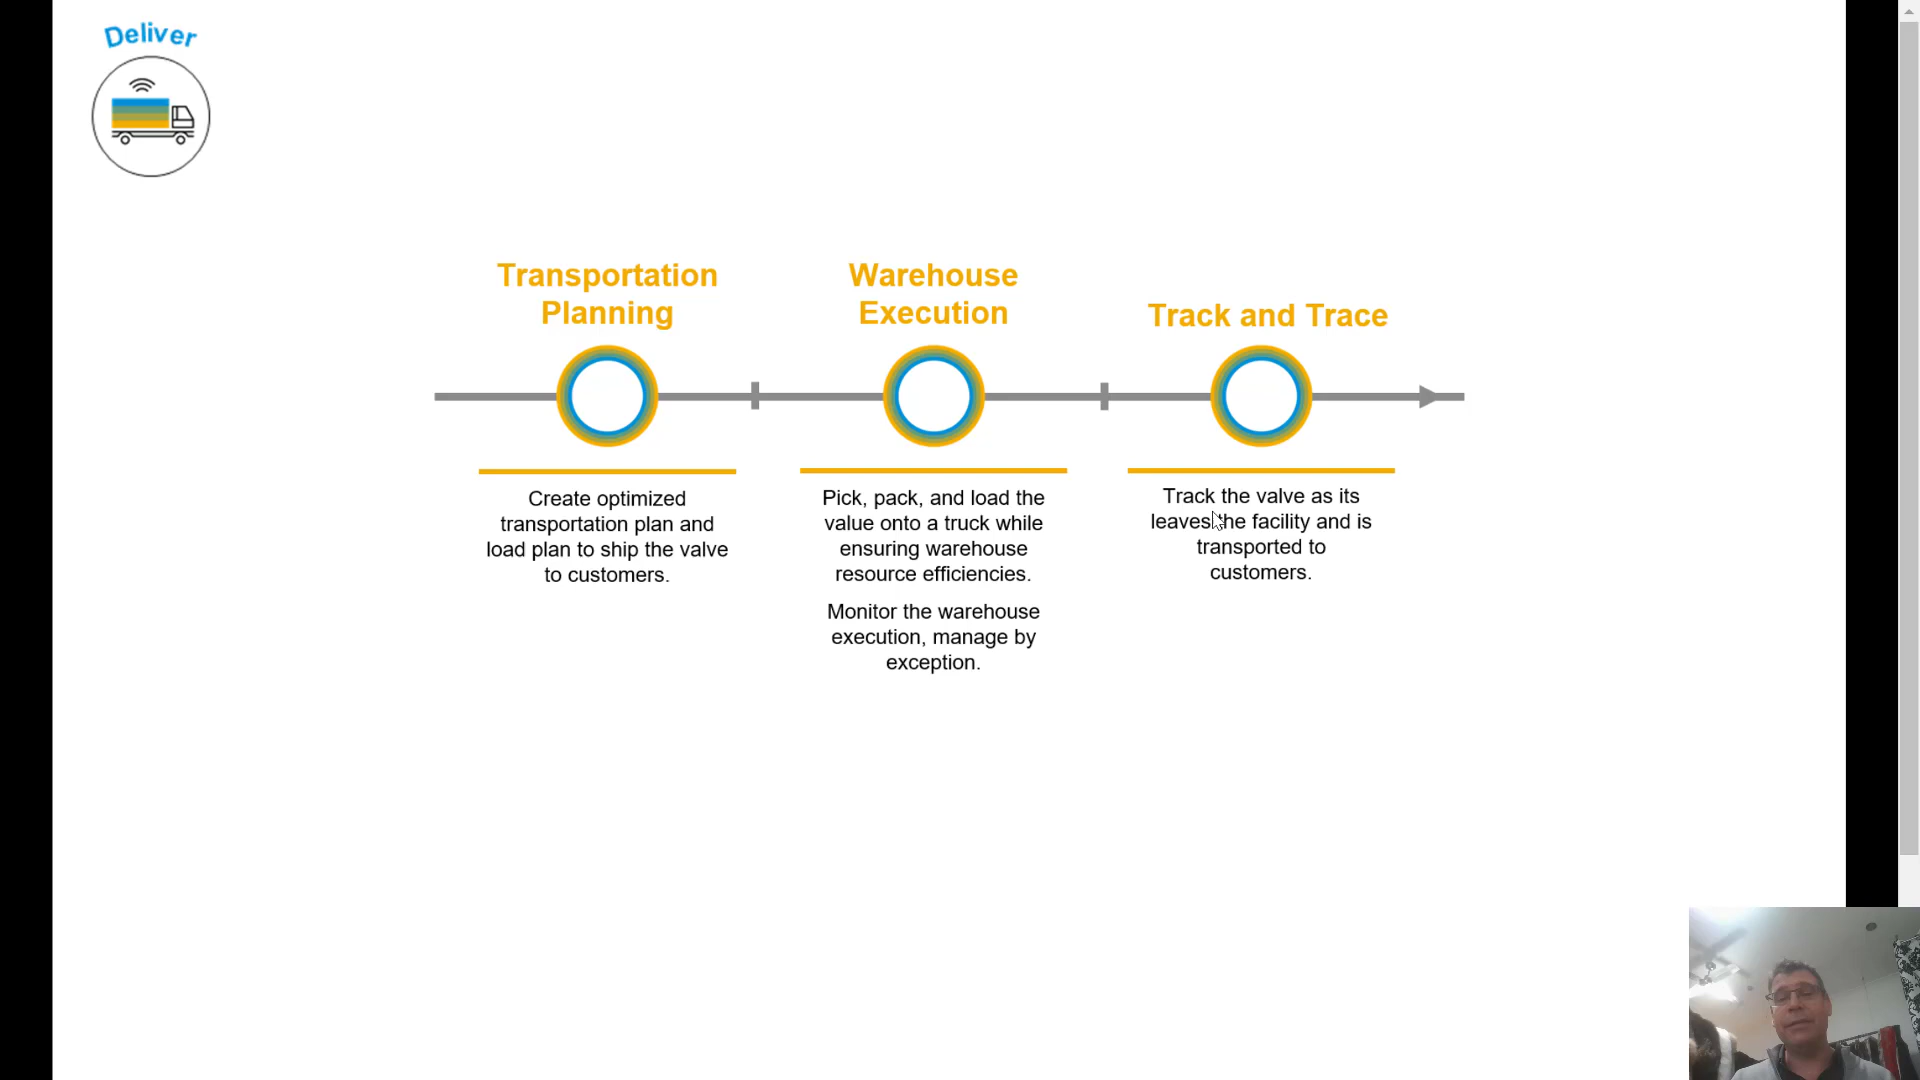 Deliver
Transportation
Planning
Create optimized
transportation plan and
load plan to ship the valve
to customers.
Warehouse
Execution
Pick, pack, and load the
value onto a truck while
ensuring warehouse
resource efficiencies.
Monitor the warehouse
execution, manage by
exception.
Track and Trace
Track the valve as its
leaves the facility and is
transported to
customers.